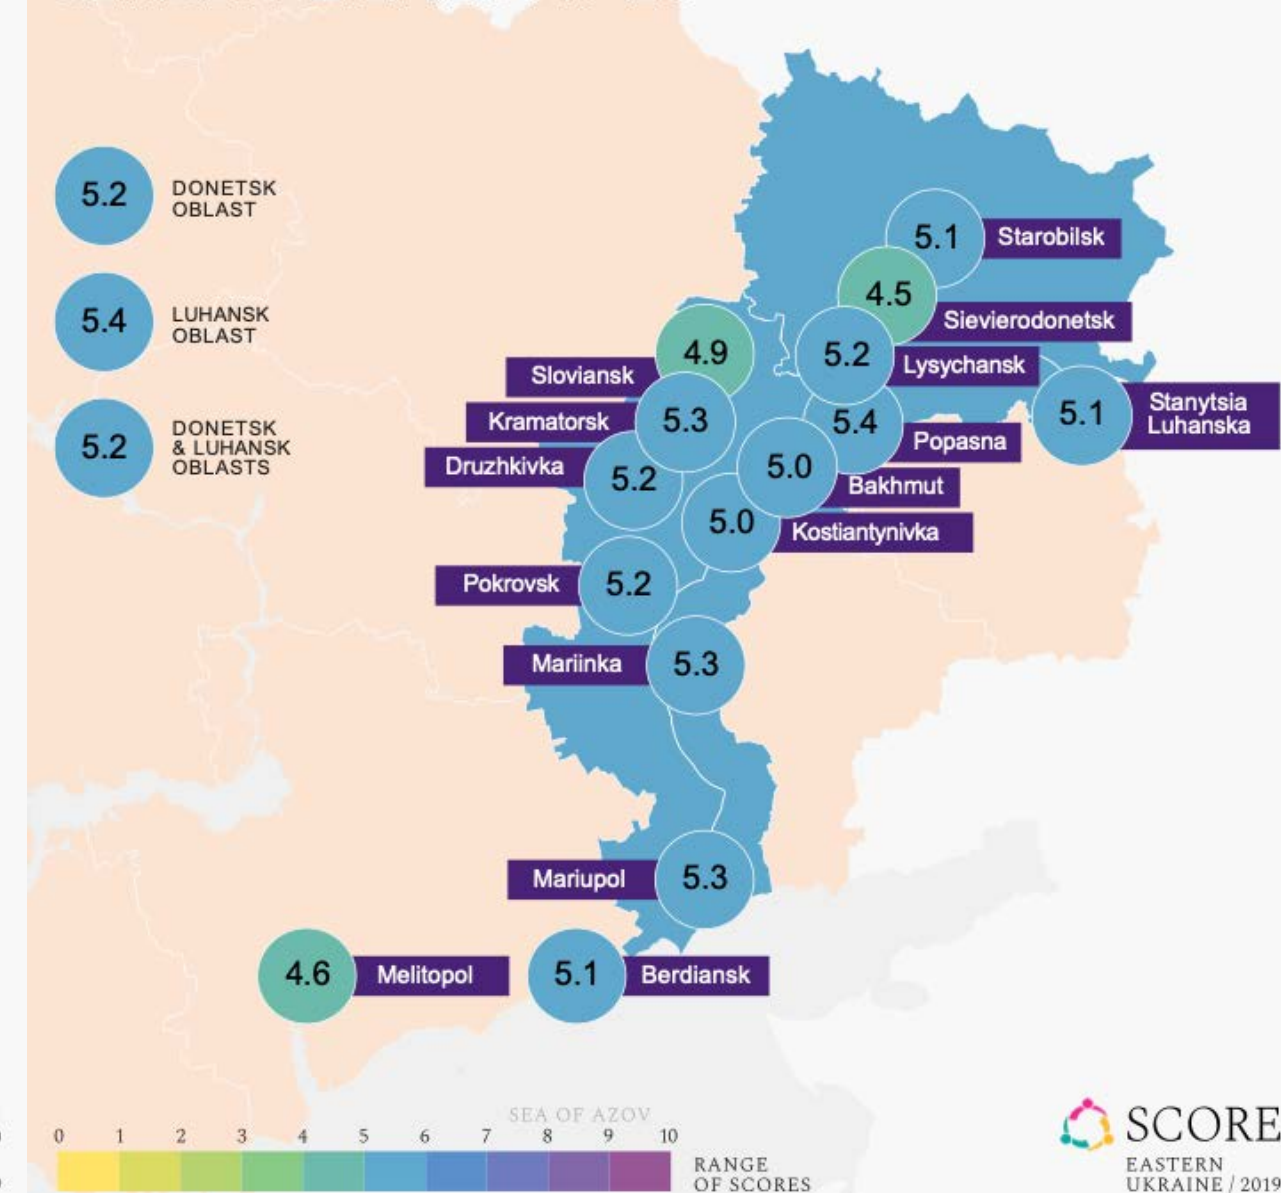 5.2
DONETSK
OBLAST
5.4
LUHANSK
OBLAST
5.2
DONETSK
& LUHANSK
OBLASTS
5.1
Starobilsk
4.5
Sievierodonetsk
4.9
Sloviansk
5.2
Lysychansk
5.3
Kramatorsk
5.4
Popasna
5.1
Stanytsia
Luhanska
5.2
Druzhkivka
5.0
Bakhmut
5.0
Kostiantynivka
5.2
Pokrovsk
5.3
Mariinka
5.3
Mariupol
4.6
Melitopol
5.1
Berdiansk
SEA OF AZOV
0 1 2 3 4 5 6 7 8 9 10
RANGE
OF SCORES
SCORE
EASTERN
UKRAINE / 2019